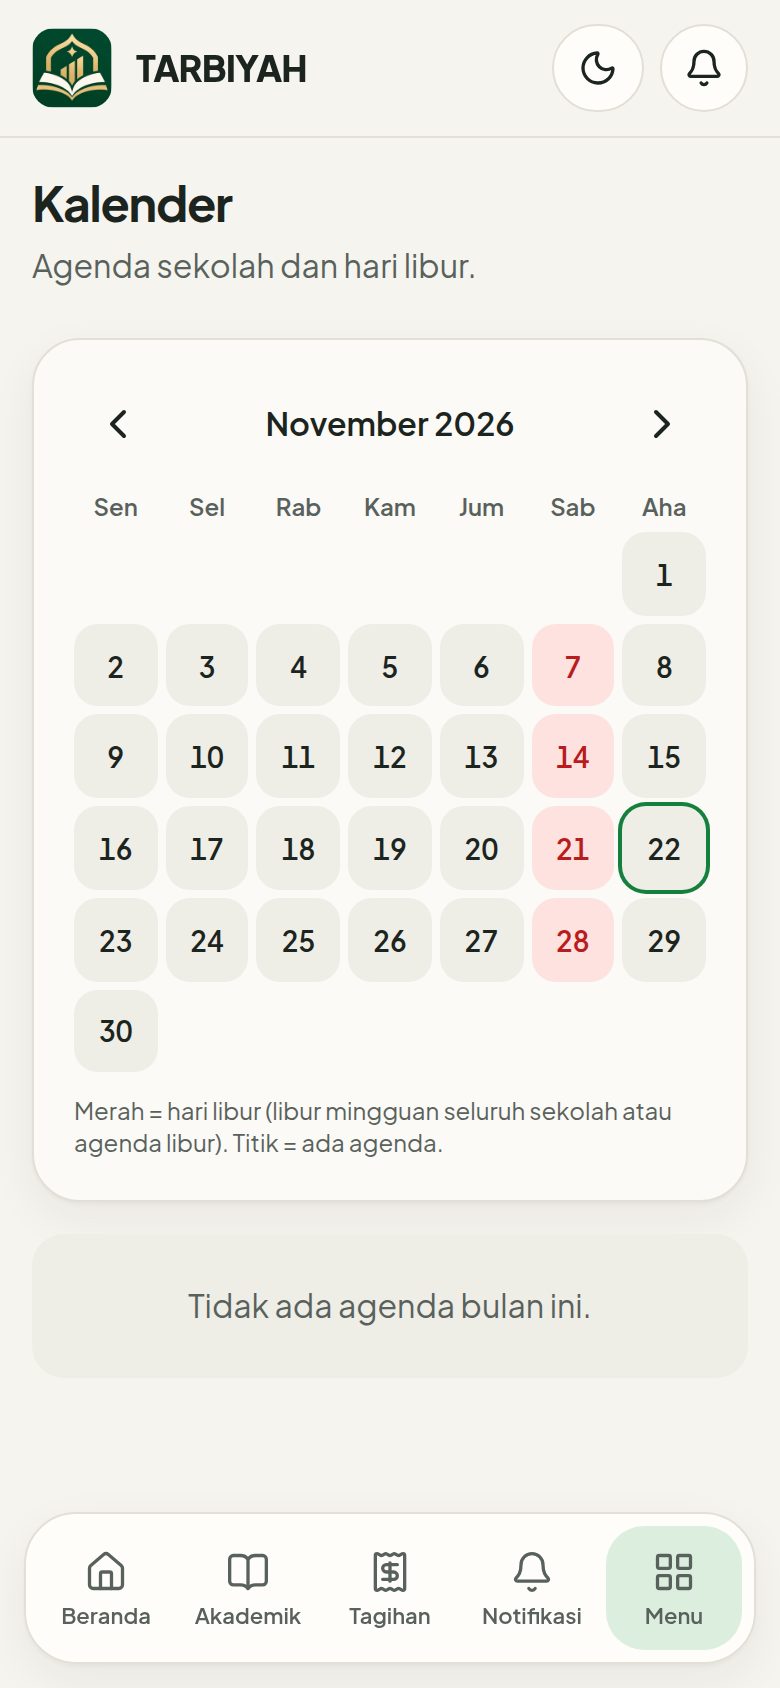 TARBIYAH
Kalender
Agenda sekolah dan hari libur.
November 2026
Sen Sel Rab Kam Jum Sab Aha
1
2 3 4 5 6 7 8
9 10 11 12 13 14 15
16 17 18 19 20 21 22
23 24 25 26 27 28 29
30
Merah = hari libur (libur mingguan seluruh sekolah atau
agenda libur). Titik = ada agenda.
Tidak ada agenda bulan ini.
Beranda Akademik Tagihan Notifikasi Menu